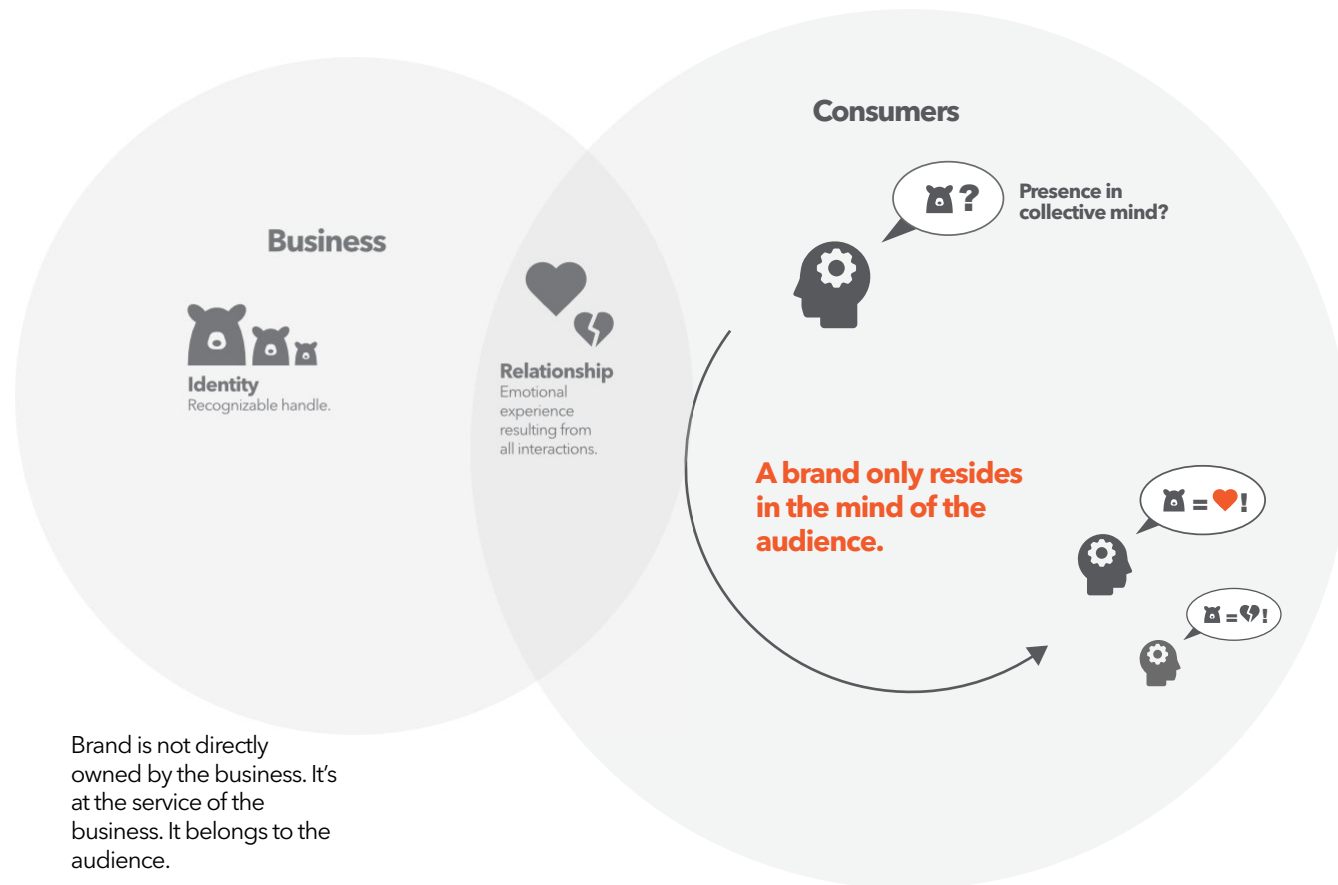 Consumers
?
Presence in
collective mind?
Business
Identity
Recognizable handle.
Relationship
Emotional
experience
resulting from
all interactions.
A brand only resides
in the mind of the
audience.
= !
= !
Brand is not directly
owned by the business. It’s
at the service of the
business. It belongs to the
audience.